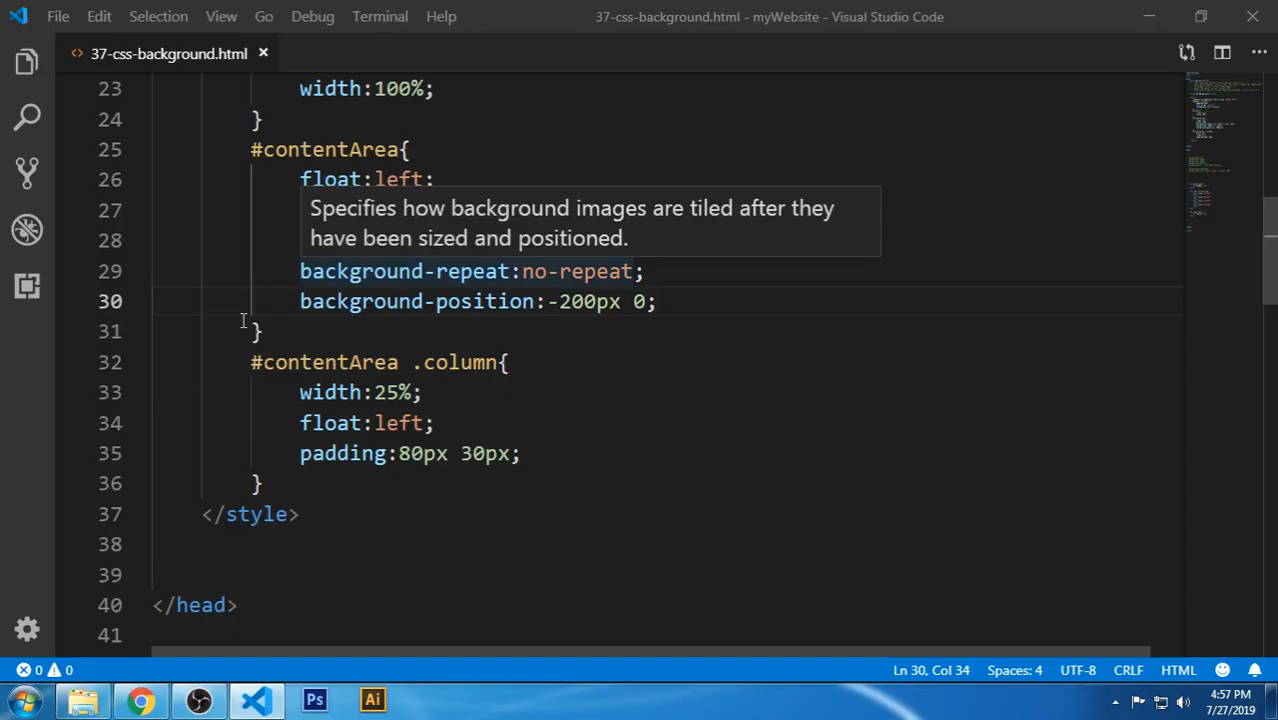 File Edit Selection View Go Debug Terminal Help 37-css-background.html - myWebsite - Visual Studio Code
37-css-background.html
23 width:100%;
24 }
25 #contentArea{
26 float:left;
27
Specifies how background images are tiled after they
28
have been sized and positioned.
29 background-repeat:no-repeat;
30 background-position:-200px 0;
31 }
32 #contentArea .column{
33 width:25%;
34 float:left;
35 padding:80px 30px;
36 }
37 </style>
38
39
40 </head>
41
0 0 Ln 30, Col 34 Spaces: 4 UTF-8 CRLF HTML
Ps Ai 4:57 PM
7/27/2019